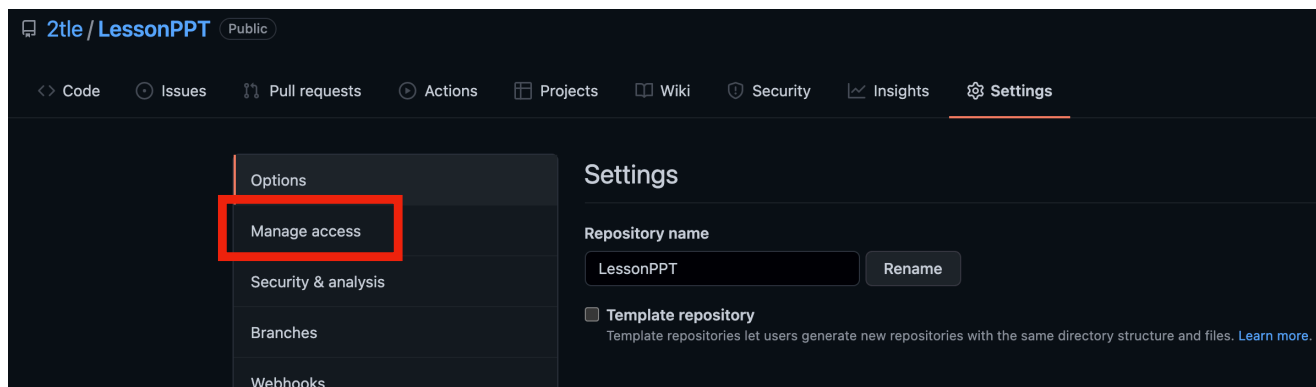 2tle / LessonPPT Public
Code Issues Pull requests Actions Projects Wiki Security Insights Settings
Options
Manage access
Security & analysis
Branches
Webhooks
Settings
Repository name
LessonPPT Rename
Template repository
Template repositories let users generate new repositories with the same directory structure and files. Learn more.